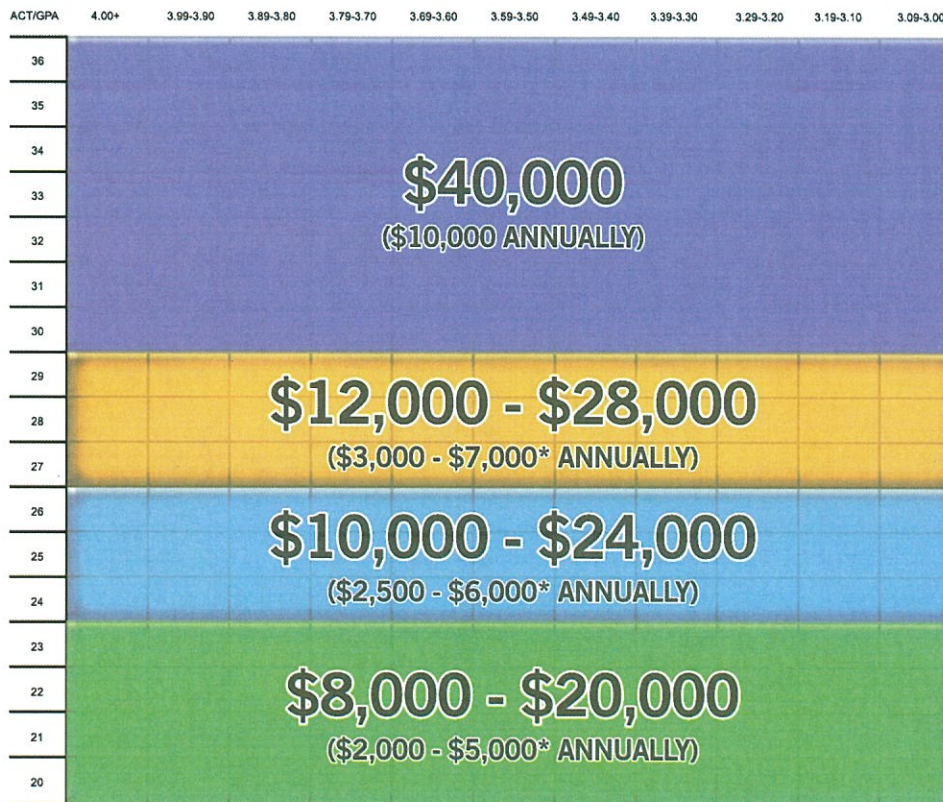 ACT/GPA 4.00+ 3.99-3.90 3.89-3.80 3.79-3.70 3.69-3.60 3.59-3.50 3.49-3.40 3.39-3.30 3.29-3.20 3.19-3.10 3.09-3.00
36
35
34
33
32
31
30
$40,000
($10,000 ANNUALLY)
29
28
27
$12,000 - $28,000
($3,000 - $7,000* ANNUALLY)
26
25
24
$10,000 - $24,000
($2,500 - $6,000* ANNUALLY)
23
22
21
20
$8,000 - $20,000
($2,000 - $5,000* ANNUALLY)